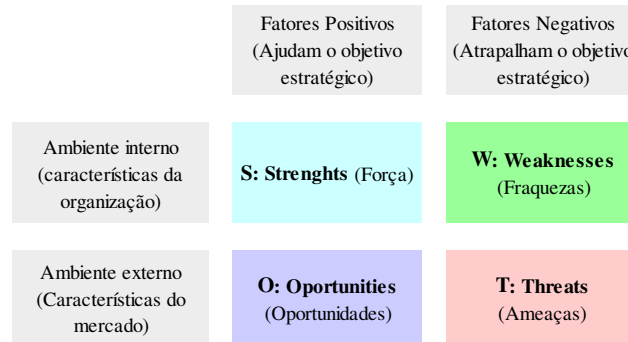 Fatores Positivos
(Ajudam o objetivo
estratégico)
Fatores Negativos
(Atrapalham o objetivo
estratégico)
Ambiente interno
(características da
organização)
S: Strenghts (Força)
W: Weaknesses
(Fraquezas)
Ambiente externo
(Características do
mercado)
O: Oportunities
(Oportunidades)
T: Threats
(Ameaças)